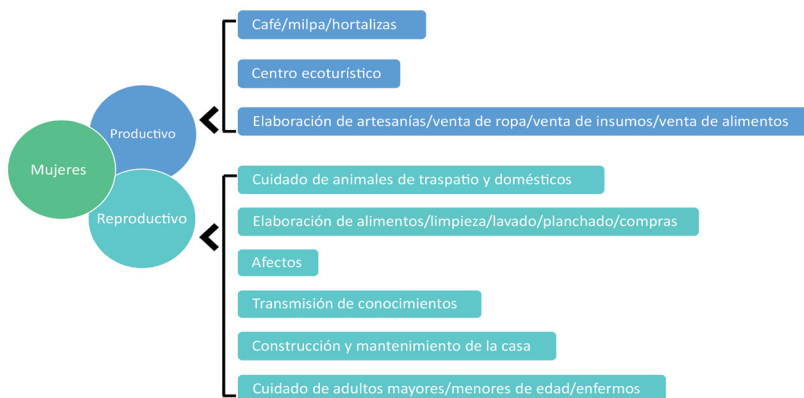 Mujeres
Productivo
Café/milpa/hortalizas
Centro ecoturístico
Elaboración de artesanías/venta de ropa/venta de insumos/venta de alimentos
Reproductivo
Cuidado de animales de traspatio y domésticos
Elaboración de alimentos/limpieza/lavado/planchado/compras
Afectos
Transmisión de conocimientos
Construcción y mantenimiento de la casa
Cuidado de adultos mayores/menores de edad/enfermos